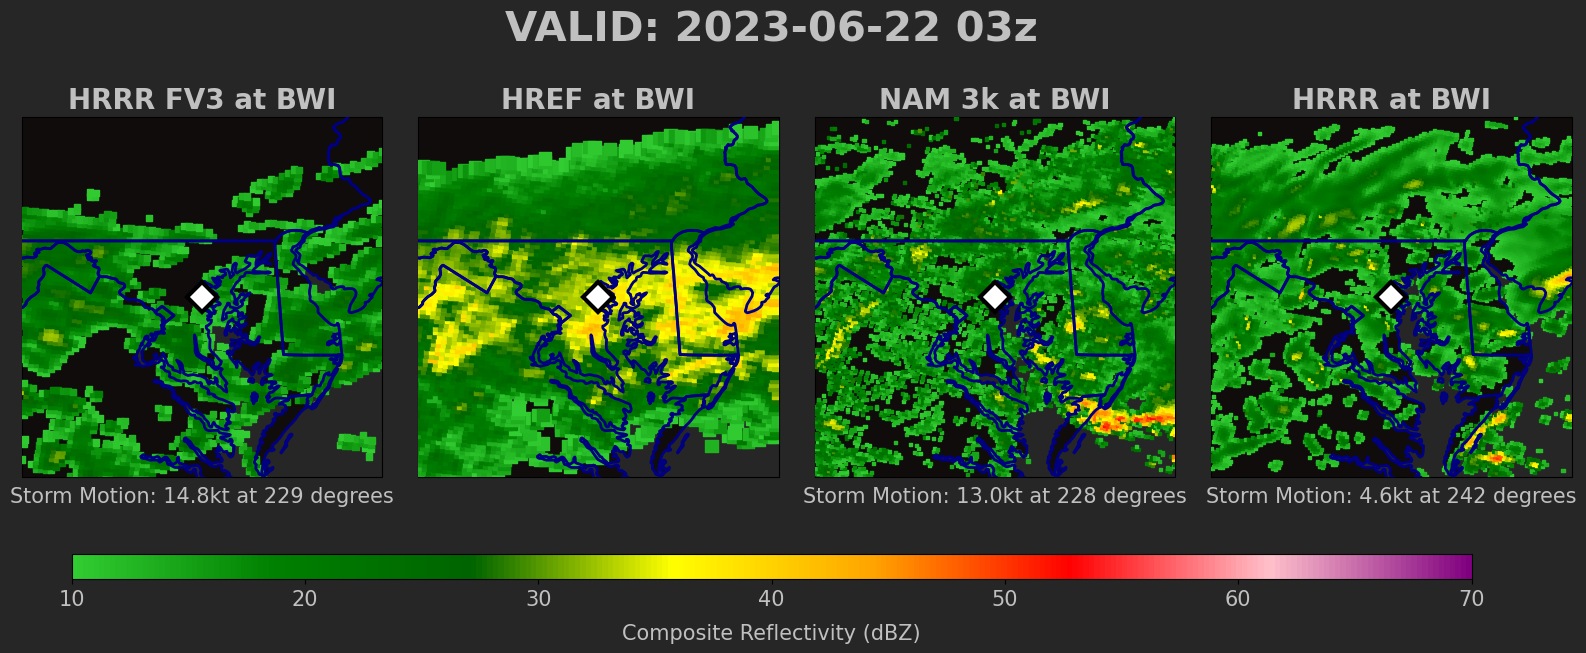 VALID: 2023-06-22 03z
HRRR FV3 at BWI
HREF at BWI
NAM 3k at BWI
HRRR at BWI
Storm Motion: 14.8kt at 229 degrees
Storm Motion: 13.0kt at 228 degrees
Storm Motion: 4.6kt at 242 degrees
10 20 30 40 50 60 70
Composite Reflectivity (dBZ)